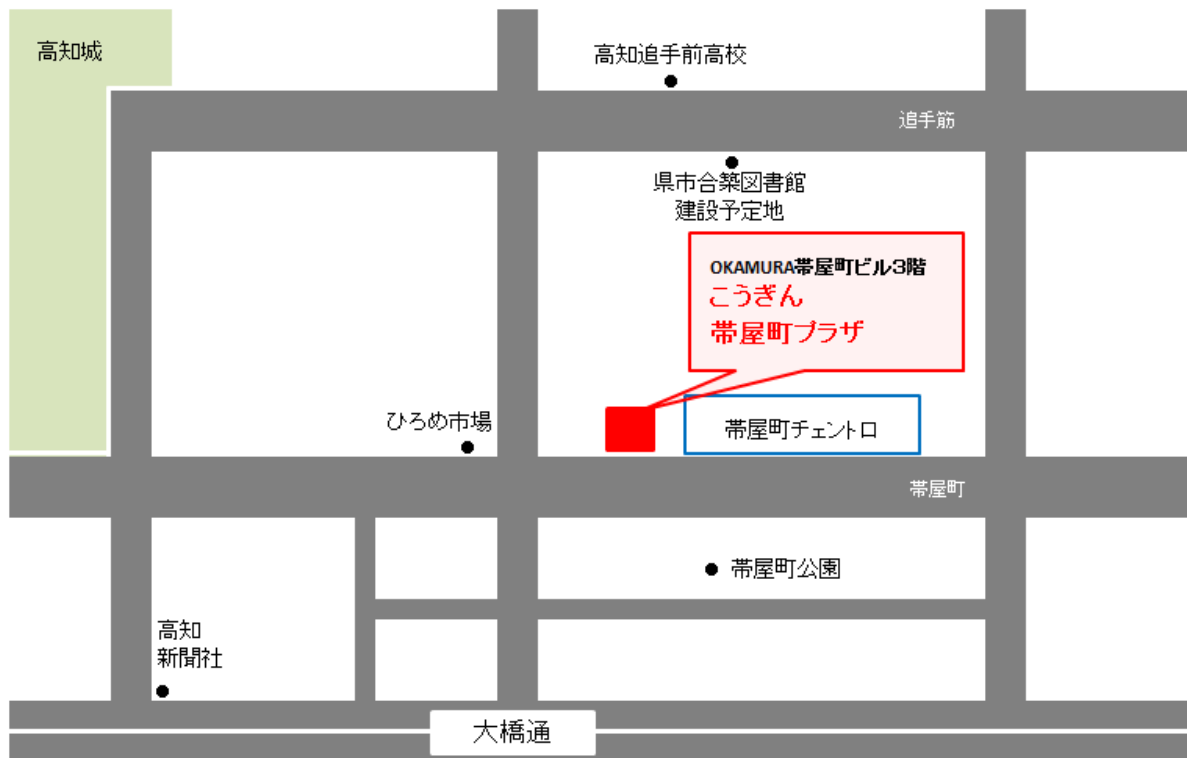 高知城
高知追手前高校
追手筋
県市合築図書館
建設予定地
OKAMURA帯屋町ビル3階
こうぎん
帯屋町プラザ
ひろめ市場
帯屋町チェントロ
帯屋町
帯屋町公園
高知
新聞社
大橋通